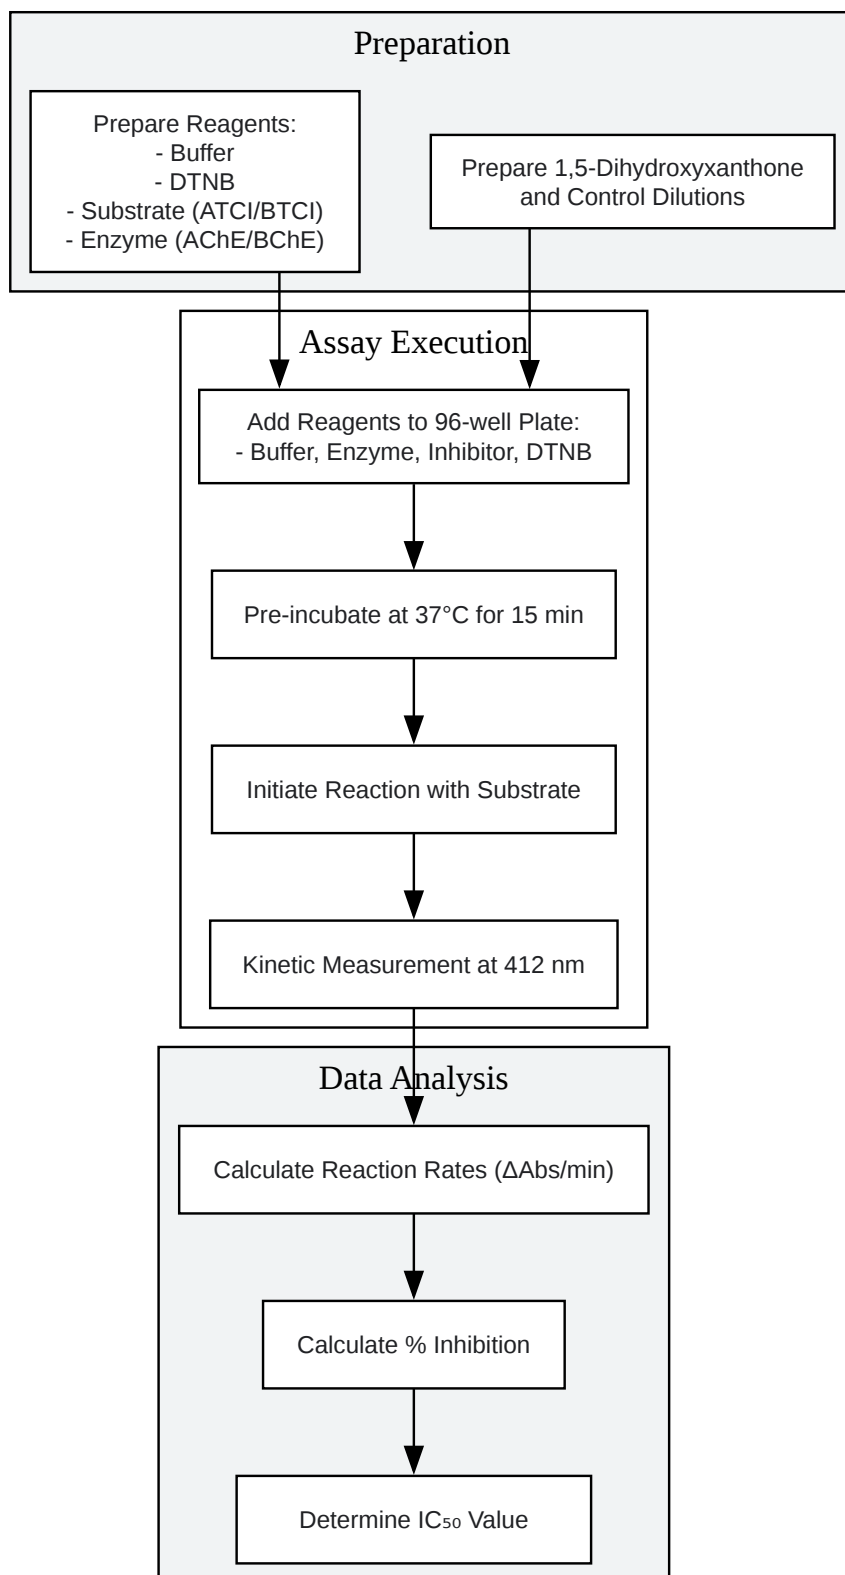 Preparation
Prepare Reagents:
- Buffer
- DTNB
- Substrate (ATCI/BTCI)
- Enzyme (AChE/BChE)
Prepare 1,5-Dihydroxyxanthone
and Control Dilutions
Assay Execution
Add Reagents to 96-well Plate:
- Buffer, Enzyme, Inhibitor, DTNB
Pre-incubate at 37°C for 15 min
Initiate Reaction with Substrate
Kinetic Measurement at 412 nm
Data Analysis
Calculate Reaction Rates (ΔAbs/min)
Calculate % Inhibition
Determine IC₅₀ Value